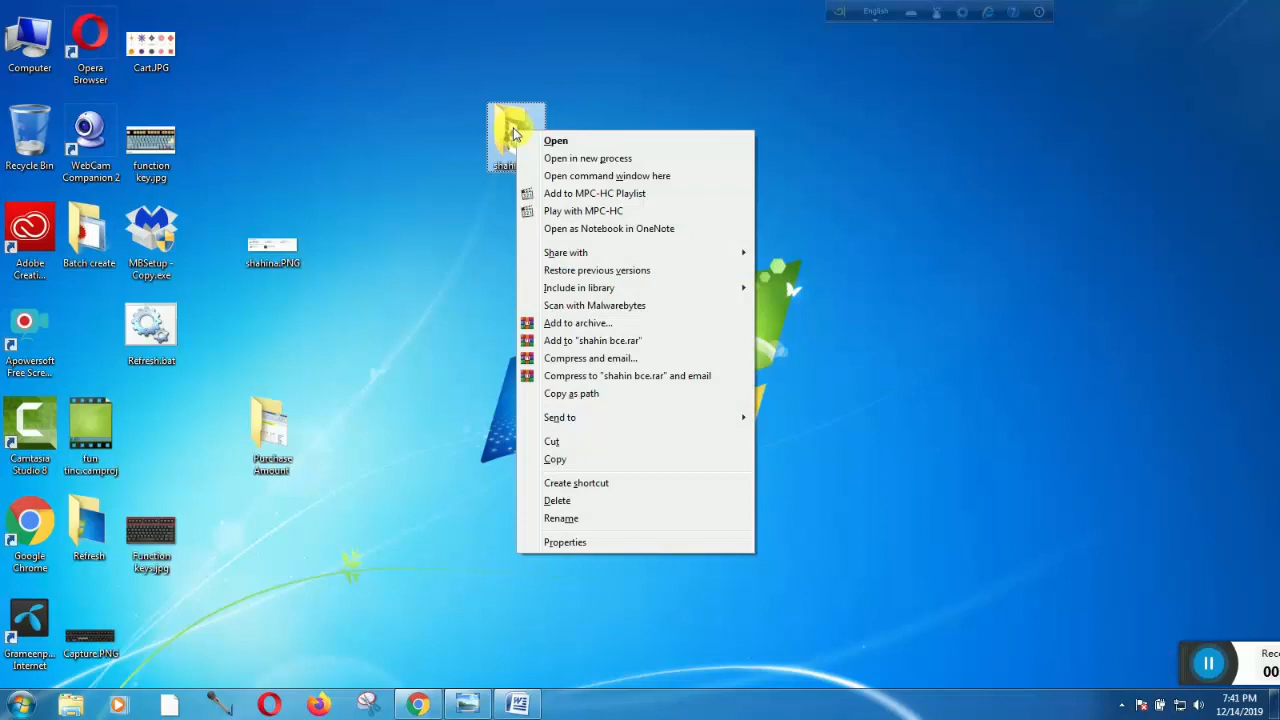 English
Computer
Opera
Browser
CartJPG
Recycle Bin
WebCam
Companion 2
function
key.jpg
Adobe
Creati...
Batch create
MBSetup -
Copy.exe
shahina.PNG
Apowersoft
Free Scre...
Refresh.bat
Camtasia
Studio 8
fun
tinc.camproj
Purchase
Amount
Google
Chrome
Refresh
Function
keys.jpg
Grameenp...
Internet
Capture.PNG
Open
Open in new process
Open command window here
Add to MPC-HC Playlist
Play with MPC-HC
Open as Notebook in OneNote
Share with
Restore previous versions
Include in library
Scan with Malwarebytes
Add to archive...
Add to "shahin bce.rar"
Compress and email...
Compress to "shahin bce.rar" and email
Copy as path
Send to
Cut
Copy
Create shortcut
Delete
Rename
Properties
Rec
00
7:41 PM
12/14/2019